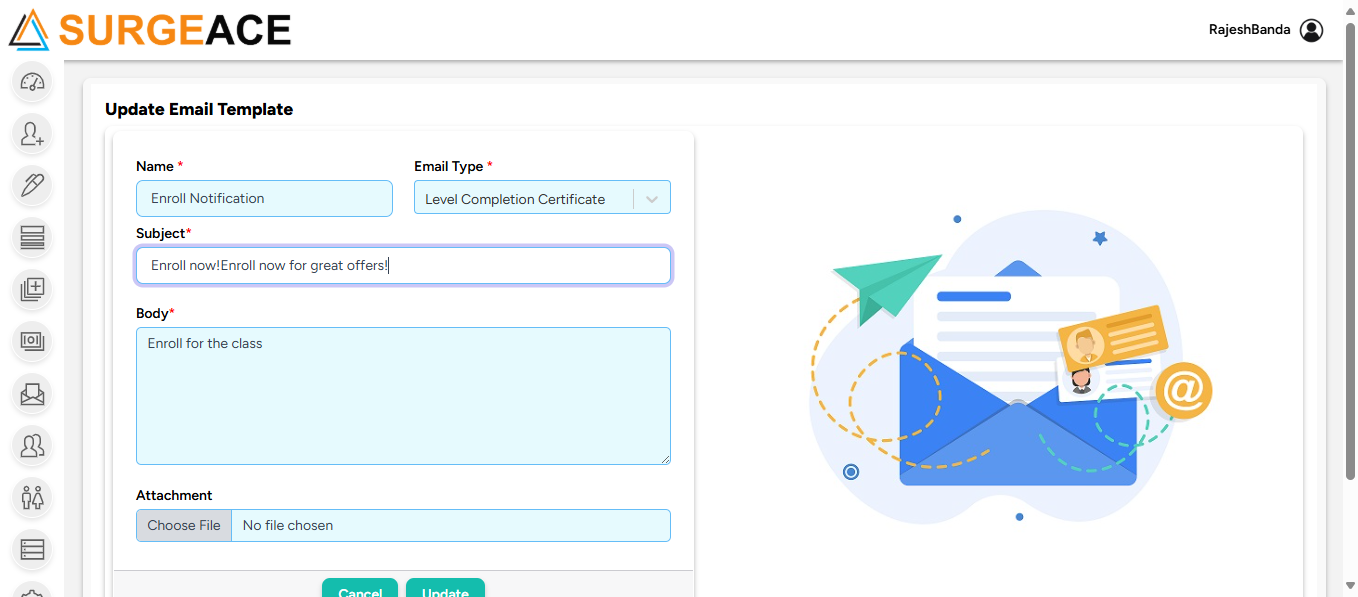 SURGEACE
RajeshBanda
Update Email Template
Name *
Email Type *
Enroll Notification
Level Completion Certificate
Subject*
Enroll now!Enroll now for great offers!
Body*
Enroll for the class
Attachment
Choose File No file chosen
Cancel Update
@